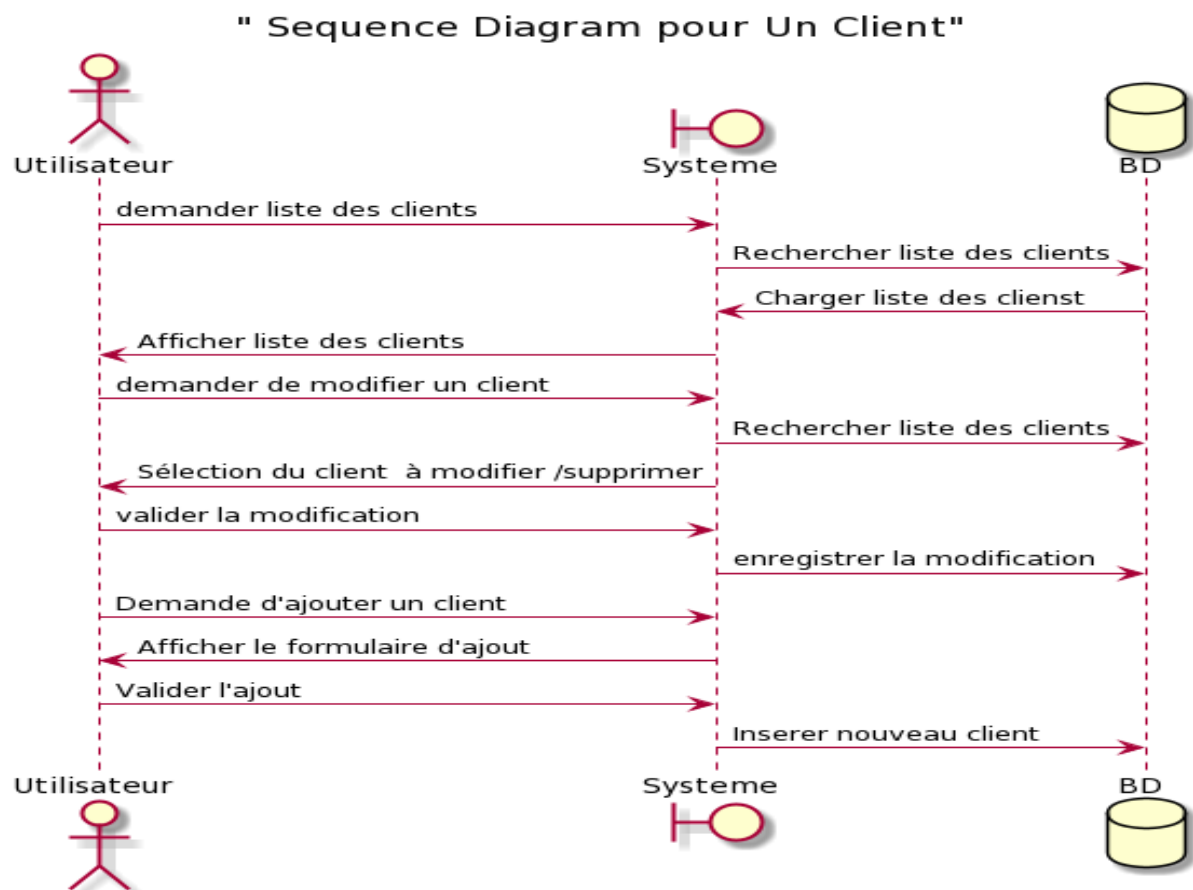 " Sequence Diagram pour Un Client"
Utilisateur Systeme BD
demander liste des clients
Rechercher liste des clients
Charger liste des clienst
Afficher liste des clients
demander de modifier un client
Rechercher liste des clients
Sélection du client  à modifier /supprimer
valider la modification
enregistrer la modification
Demande d'ajouter un client
Afficher le formulaire d'ajout
Valider l'ajout
Inserer nouveau client
Utilisateur Systeme BD